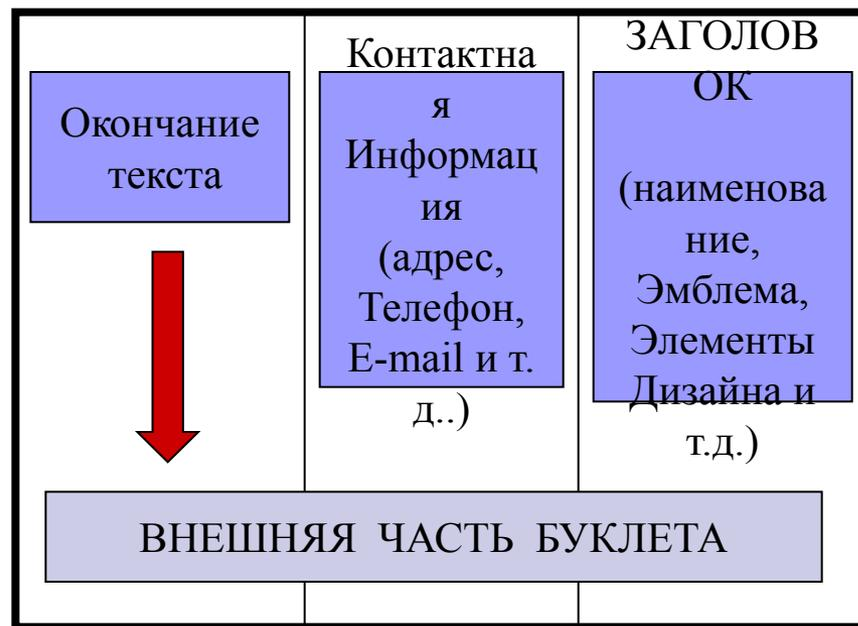 Окончание
текста
Контактна
я
Информац
ия
(адрес,
Телефон,
E-mail и т.
д..)
ЗАГОЛОВ
ОК
(наименова
ние,
Эмблема,
Элементы
Дизайна и
т.д.)
ВНЕШНЯЯ ЧАСТЬ БУКЛЕТА